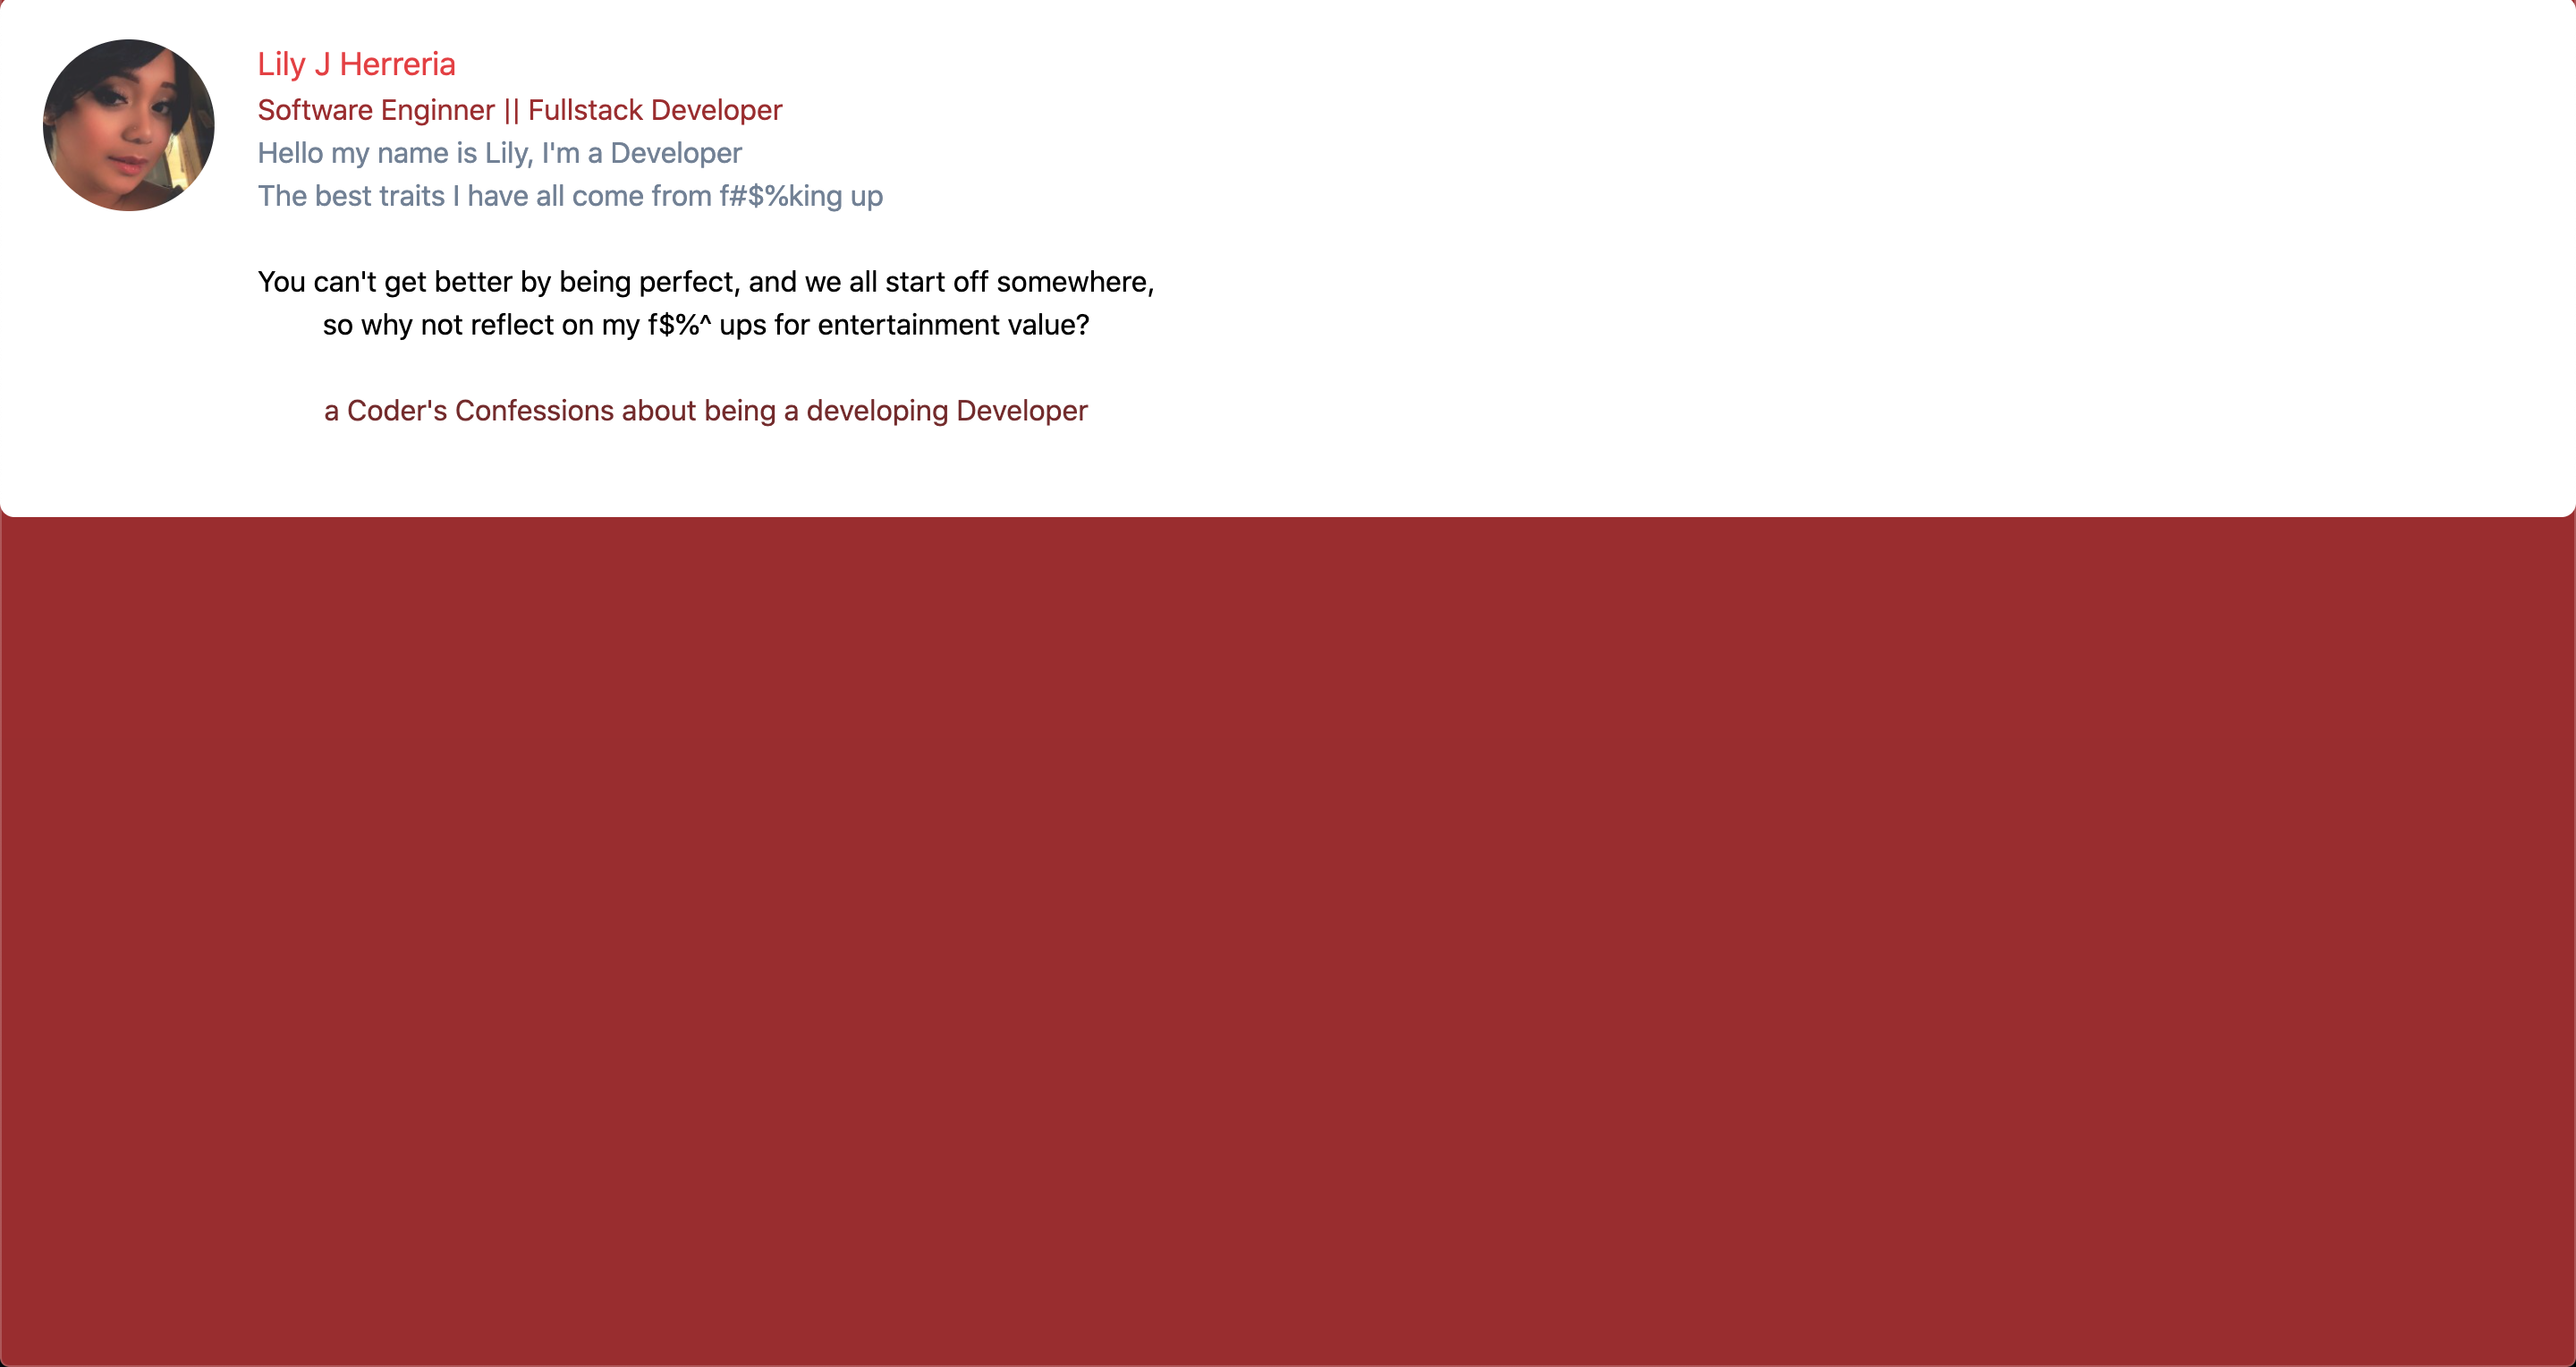 Lily J Herreria
Software Enginner || Fullstack Developer
Hello my name is Lily, I'm a Developer
The best traits I have all come from f#$%king up
You can't get better by being perfect, and we all start off somewhere,
so why not reflect on my f$%^ ups for entertainment value?
a Coder's Confessions about being a developing Developer